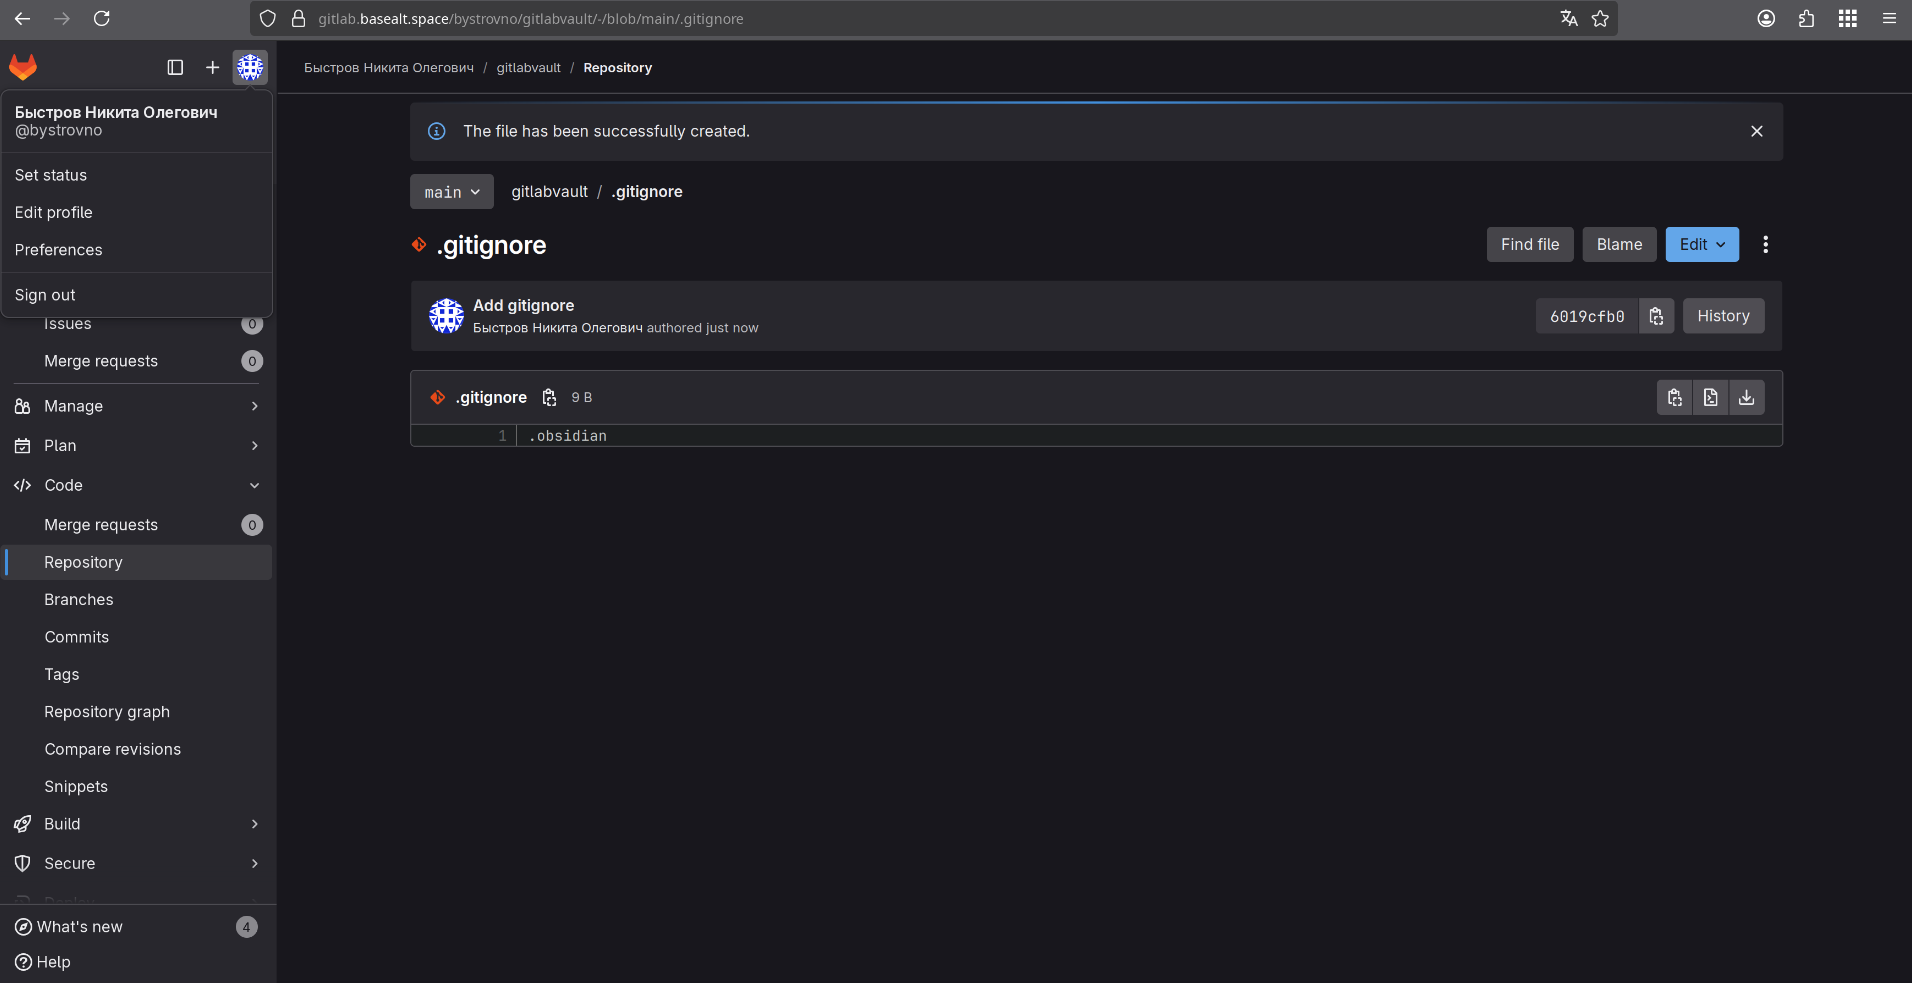 gitlab.basealt.space/bystrovno/gitlabvault/-/blob/main/.gitignore
Быстров Никита Олегович
@bystrovno
Set status
Edit profile
Preferences
Sign out
Issues 0
Merge requests 0
Manage
Plan
Code
Merge requests 0
Repository
Branches
Commits
Tags
Repository graph
Compare revisions
Snippets
Build
Secure
Deploy
What's new 4
Help
Быстров Никита Олегович / gitlabvault / Repository
The file has been successfully created.
main gitlabvault / .gitignore
.gitignore
Find file Blame Edit
Add gitignore
Быстров Никита Олегович authored just now
6019cfb0 History
.gitignore 9 B
1 .obsidian